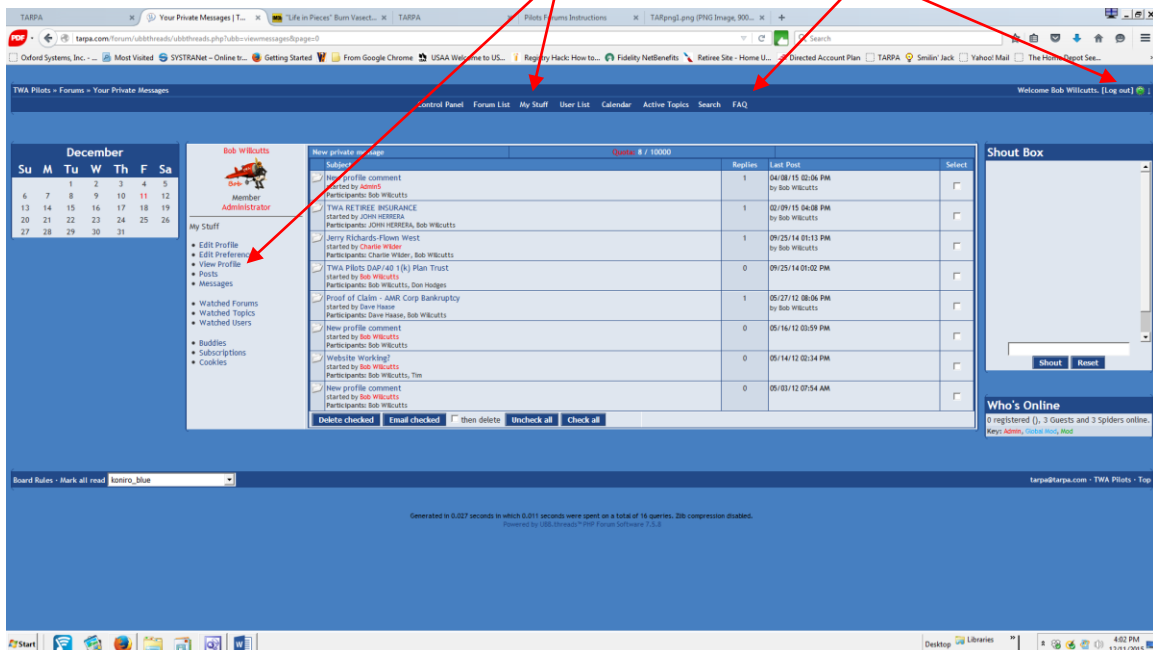 TARPA
Your Private Messages | T...
"Life in Pieces" Burn Vasect...
TARPA
Pilots Forums Instructions
TARpng1.png (PNG Image, 900...
PDF
tarpa.com/forum/ubbthreads/ubbthreads.php?ubb=viewmessages&page=0
Search
Oxford Systems, Inc. - ...
Most Visited
SYSTRANet - Online tr...
Getting Started
From Google Chrome
USAA Welcome to US...
Registry Hack: How to...
Fidelity NetBenefits
Retiree Site - Home U...
Directed Account Plan
TARPA
Smilin' Jack
Yahoo! Mail
The Home Depot See...
TWA Pilots » Forums » Your Private Messages
Welcome Bob Willcutts. [Log out]
Control Panel Forum List My Stuff User List Calendar Active Topics Search FAQ
December
Su M Tu W Th F Sa
1 2 3 4 5
6 7 8 9 10 11 12
13 14 15 16 17 18 19
20 21 22 23 24 25 26
27 28 29 30 31
Bob Willcutts
Bob
Member
Administrator
My Stuff
Edit Profile
Edit Preferenc
View Profile
Posts
Messages
Watched Forums
Watched Topics
Watched Users
Buddies
Subscriptions
Cookies
New private message Quota: 8 / 10000
Subject Replies Last Post Select
New profile comment 1 04/08/15 02:06 PM
started by Admin5 by Bob Willcutts
Participants: Bob Willcutts
TWA RETIREE INSURANCE 1 02/09/15 04:08 PM
started by JOHN HERRERA by Bob Willcutts
Participants: JOHN HERRERA, Bob Willcutts
Jerry Richards-Flown West 1 09/25/14 01:13 PM
started by Charlie Wilder by Bob Willcutts
Participants: Charlie Wilder, Bob Willcutts
TWA Pilots DAP/40 1(k) Plan Trust 0 09/25/14 01:02 PM
started by Bob Willcutts
Participants: Bob Willcutts, Don Hodges
Proof of Claim - AMR Corp Bankruptcy 1 05/27/12 08:06 PM
started by Dave Haase by Bob Willcutts
Participants: Dave Haase, Bob Willcutts
New profile comment 0 05/16/12 03:59 PM
started by Bob Willcutts
Participants: Bob Willcutts
Website Working? 0 05/14/12 02:34 PM
started by Bob Willcutts
Participants: Bob Willcutts, Tim
New profile comment 0 05/03/12 07:54 AM
started by Bob Willcutts
Participants: Bob Willcutts
Delete checked Email checked then delete Uncheck all Check all
Shout Box
Shout Reset
Who's Online
0 registered (), 3 Guests and 3 Spiders online.
Key: Admin, Global Mod, Mod
Board Rules · Mark all read koniro_blue
tarpa@tarpa.com · TWA Pilots · Top
Generated in 0.027 seconds in which 0.011 seconds were spent on a total of 16 queries. Zlib compression disabled.
Powered by UBB.threads™ PHP Forum Software 7.5.8
Start
Desktop
Libraries
4:02 PM
12/11/2015